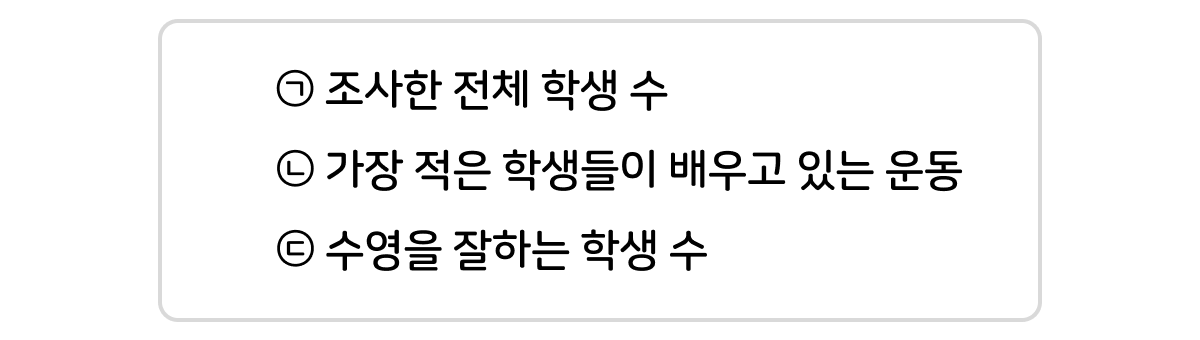 ㉠ 조사한 전체 학생 수
㉡ 가장 적은 학생들이 배우고 있는 운동
㉢ 수영을 잘하는 학생 수